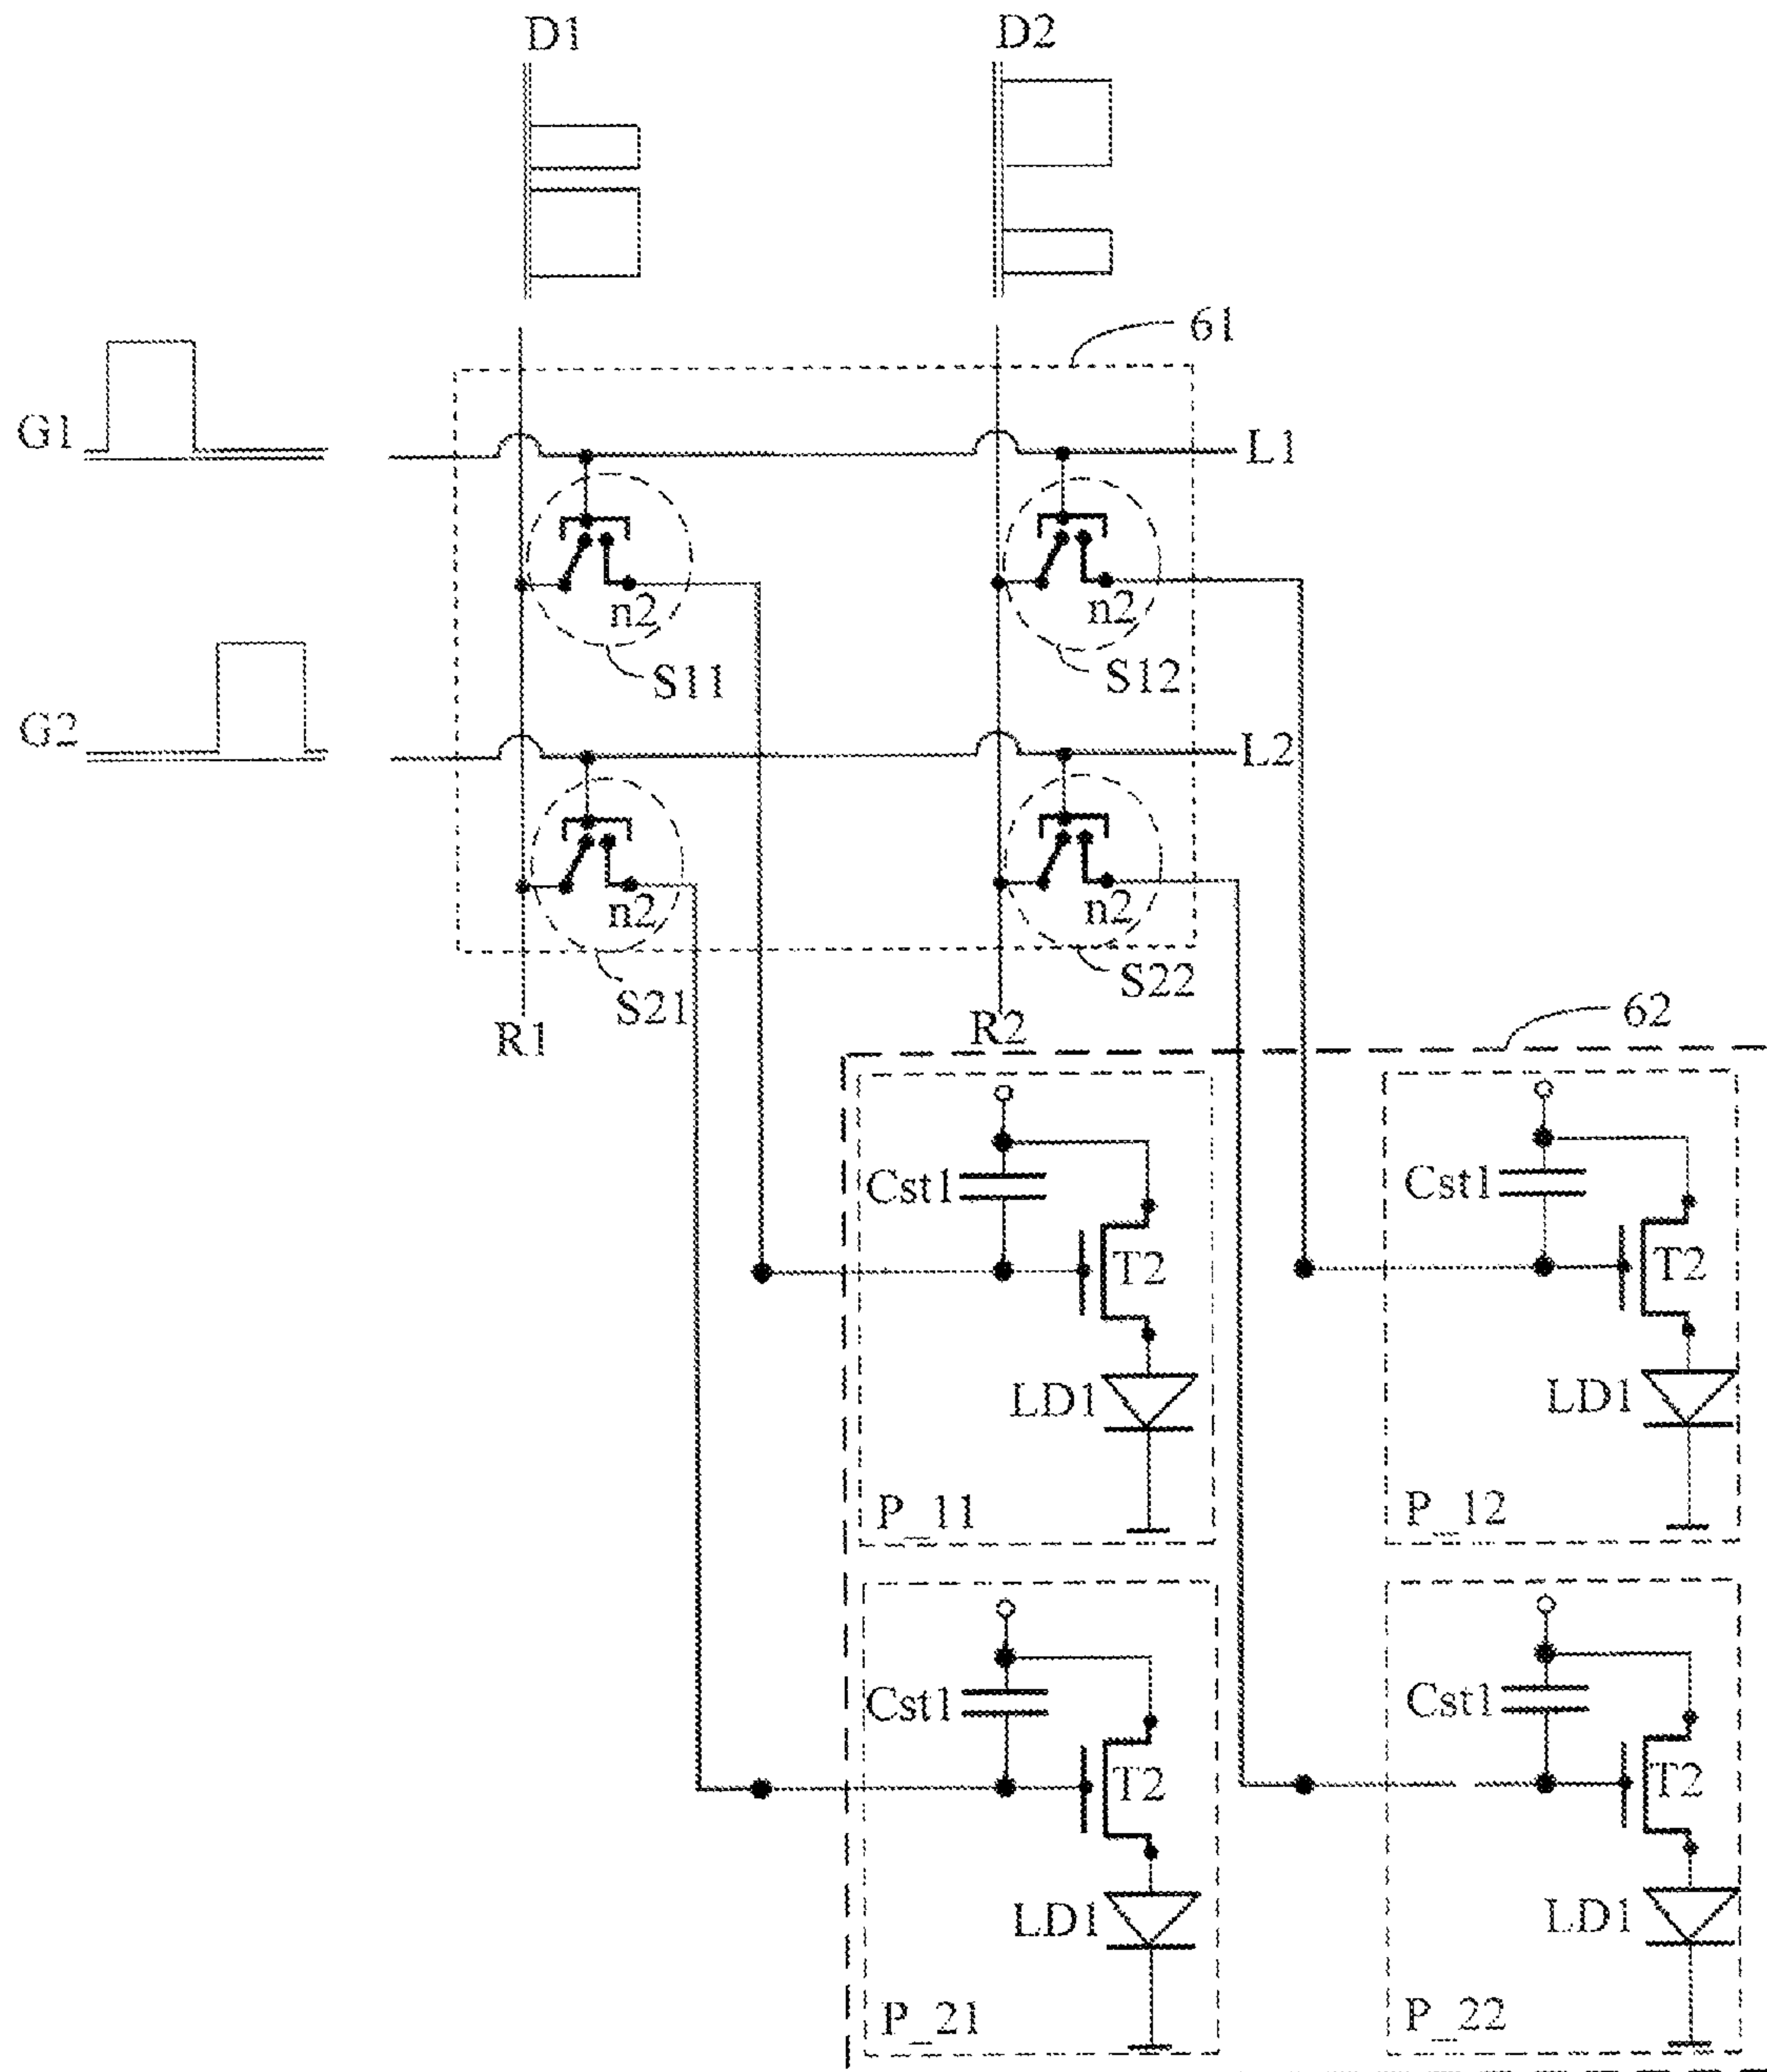 D1 D2
61
G1 L1
n2 n2
S11 S12
G2 L2
n2 n2
S21 S22
R1 R2
62
Cst1 Cst1
T2 T2
LD1 LD1
P_11 P_12
Cst1 Cst1
T2 T2
LD1 LD1
P_21 P_22